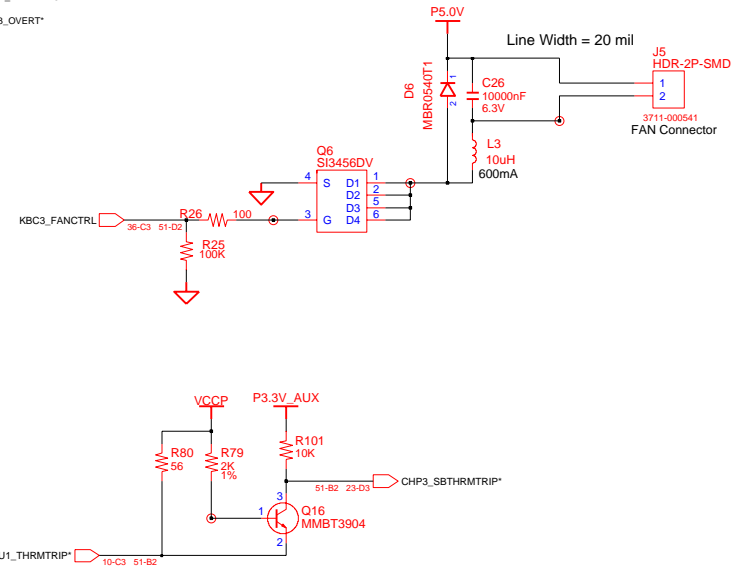 _OVERT*
P5.0V
Line Width = 20 mil
J5
HDR-2P-SMD
1
2
3711-000541
FAN Connector
D6
MBR0540T1
1
2
C26
10000nF
6.3V
L3
10uH
600mA
Q6
SI3456DV
4 S D1 1
D2 2
D3 5
3 G D4 6
KBC3_FANCTRL
36-C3 51-D2
R26 100
R25
100K
VCCP
P3.3V_AUX
R80
56
R79
2K
1%
R101
10K
51-B2 23-D3
CHP3_SBTHRMTRIP*
3
1
2
Q16
MMBT3904
U1_THRMTRIP*
10-C3 51-B2